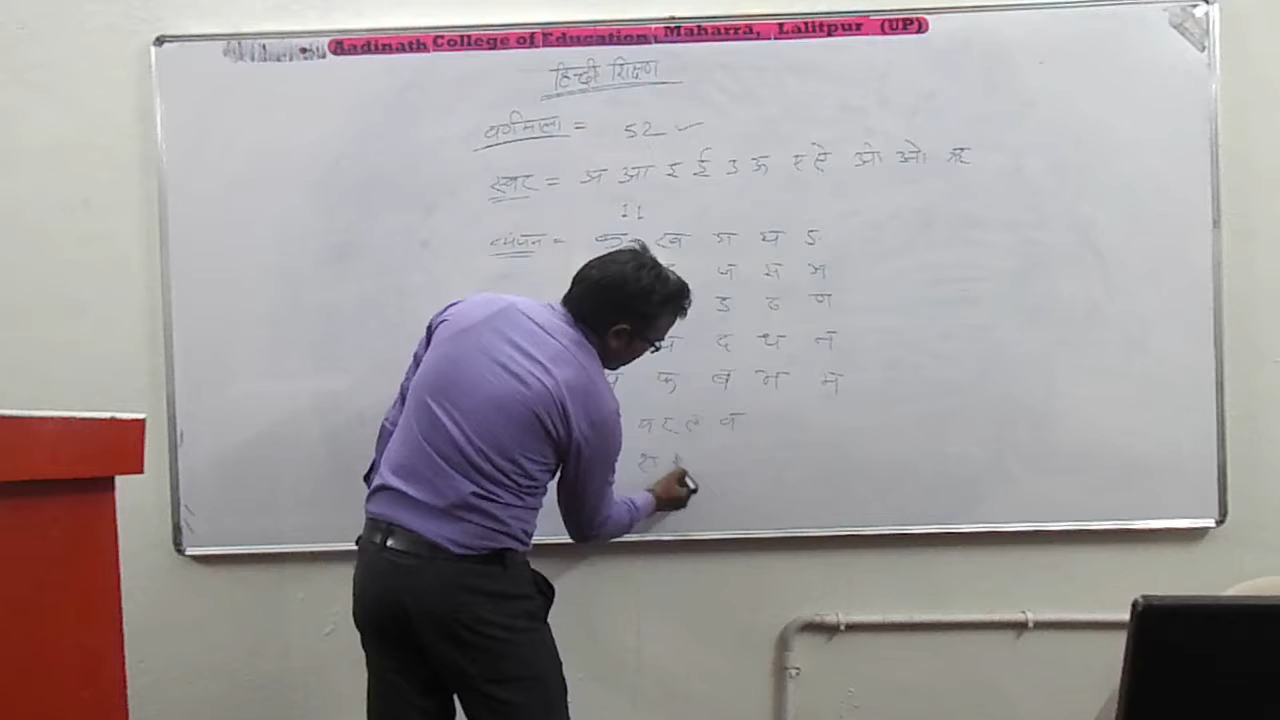 Aadinath College of Education, Maharra, Lalitpur (UP)
हिन्दी शिक्षण
वर्णमाला = 52 ✓
स्वर = अ आ इ ई उ ऊ ए ऐ ओ औ ऋ
11
व्यंजन = क ख ग घ ङ
ज झ ञ
ड ढ ण
थ द ध न
प फ ब भ म
य र ल व
श